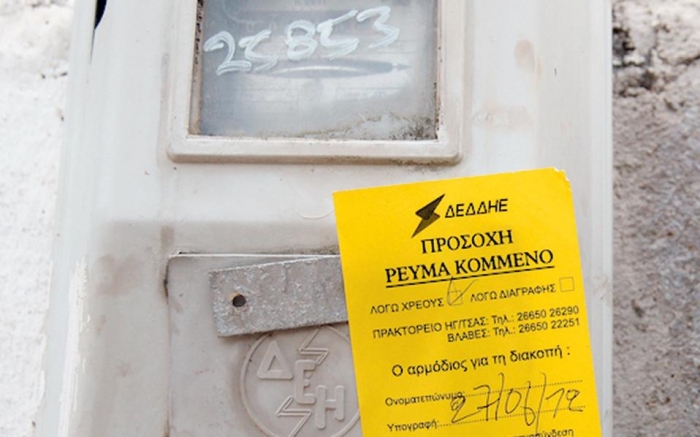 25853
ΔΕΔΔΗΕ
ΠΡΟΣΟΧΗ
ΡΕΥΜΑ ΚΟΜΜΕΝΟ
ΛΟΓΩ ΧΡΕΟΥΣ ΛΟΓΩ ΔΙΑΓΡΑΦΗΣ
ΠΡΑΚΤΟΡΕΙΟ ΗΓ/ΤΣΑΣ: Τηλ.: 26650 26290
ΒΛΑΒΕΣ: Τηλ.: 26650 22251
Ο αρμόδιος για τη διακοπή :
Ονοματεπώνυμο:
27/06/12
Υπογραφή:
ΔΕΗ